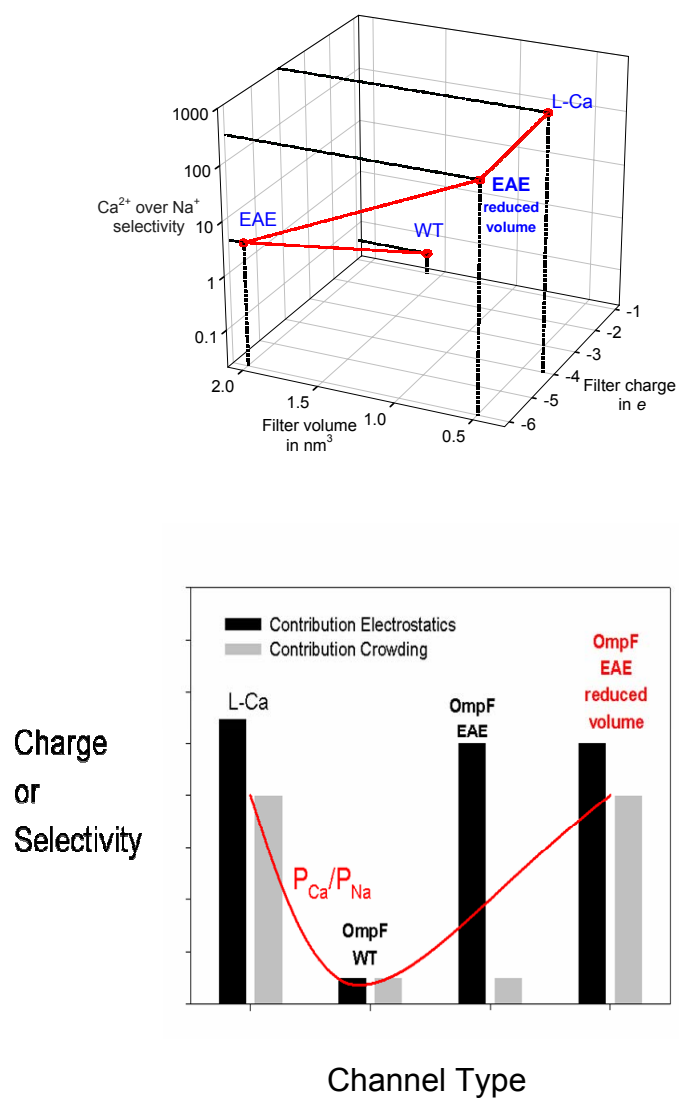 L-Ca
1000
100
10
1
0.1
Ca²⁺ over Na⁺
selectivity
EAE
EAE
reduced
volume
WT
2.0
1.5
1.0
0.5
Filter volume
in nm³
-1
-2
-3
-4
-5
-6
Filter charge
in e
Contribution Electrostatics
Contribution Crowding
OmpF
EAE
reduced
volume
L-Ca
OmpF
EAE
Charge
or
Selectivity
P_Ca/P_Na
OmpF
WT
Channel Type